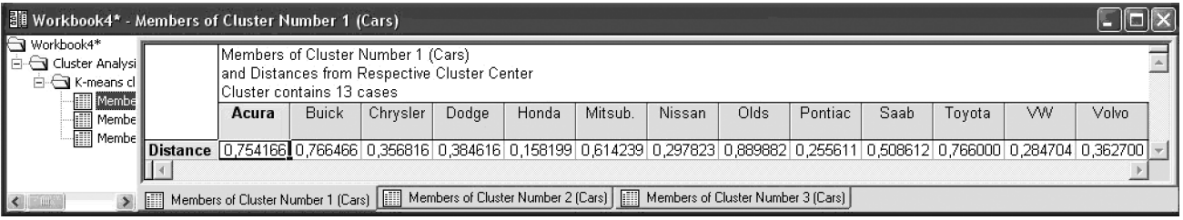 Workbook4* - Members of Cluster Number 1 (Cars)
Workbook4*
Cluster Analysi
K-means cl
Membe
Membe
Membe
Members of Cluster Number 1 (Cars)
and Distances from Respective Cluster Center
Cluster contains 13 cases
Acura Buick Chrysler Dodge Honda Mitsub. Nissan Olds Pontiac Saab Toyota VW Volvo
Distance 0,754166 0,766466 0,356816 0,384616 0,158199 0,614239 0,297823 0,889882 0,255611 0,508612 0,766000 0,284704 0,362700
Members of Cluster Number 1 (Cars) Members of Cluster Number 2 (Cars) Members of Cluster Number 3 (Cars)